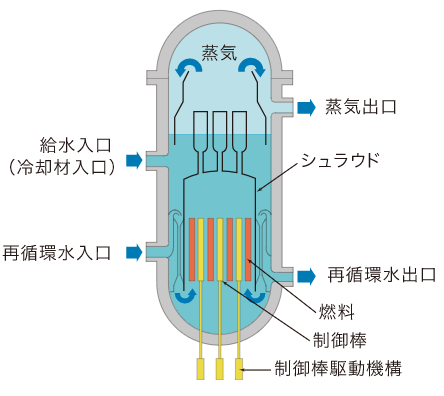 蒸気
蒸気出口
給水入口
（冷却材入口）
シュラウド
再循環水入口
再循環水出口
燃料
制御棒
制御棒駆動機構